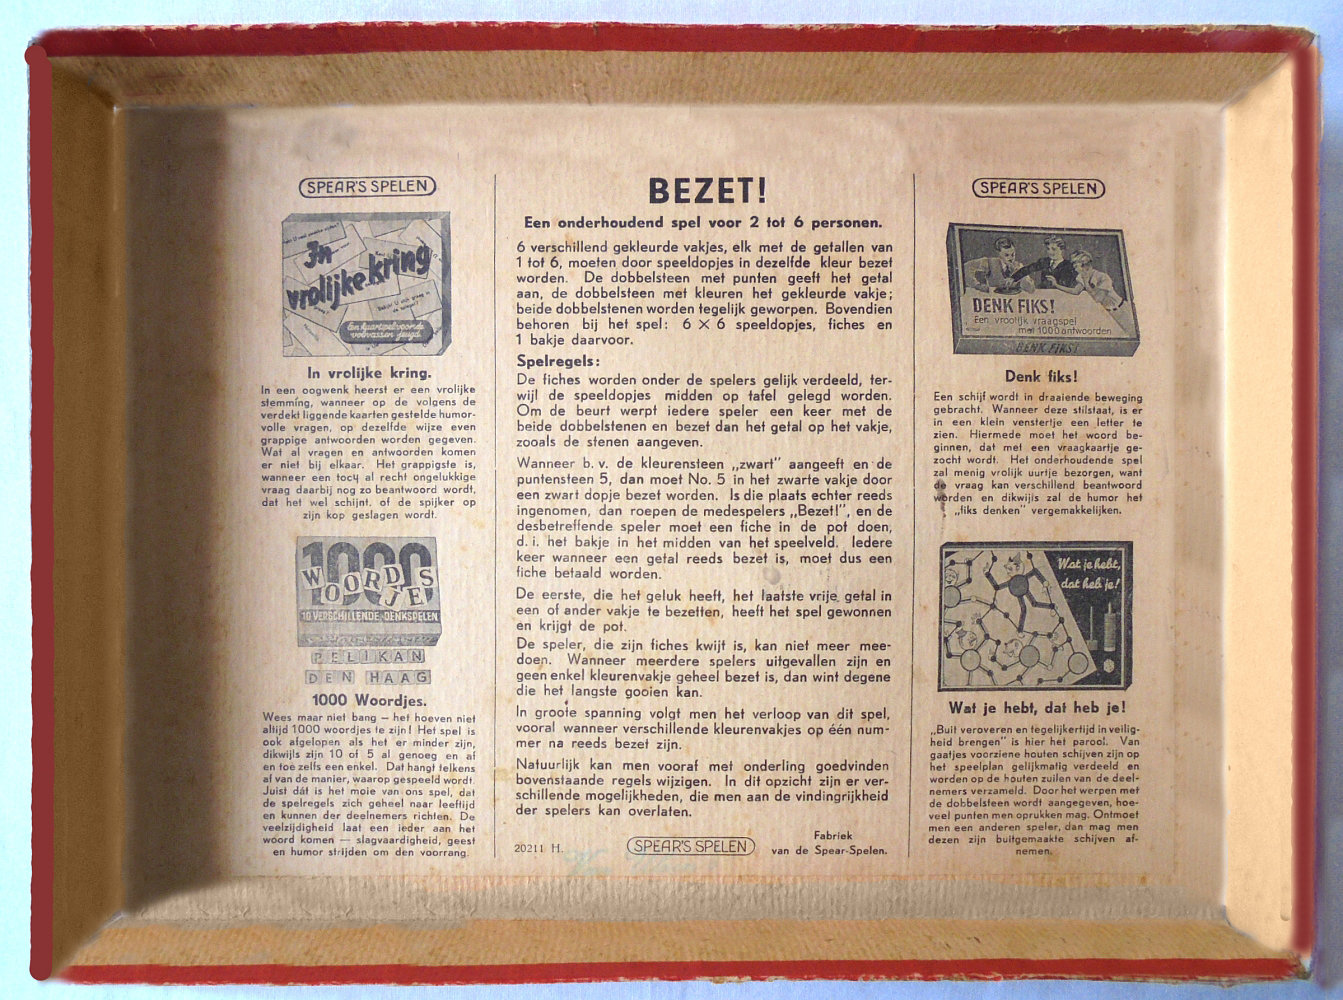 SPEAR'S SPELEN
In
vrolijke kring
Een kwartspel voor de
volwassen jeugd
In vrolijke kring.
In een oogwenk heerst er een vrolijke
stemming, wanneer op de volgens de
verdekt liggende kaarten gestelde humor-
volle vragen, op dezelfde wijze even
grappige antwoorden worden gegeven.
Wat al vragen en antwoorden komen
er niet bij elkaar. Het grappigste is,
wanneer een toch al recht ongelukkige
vraag daarbij nog zo beantwoord wordt,
dat het wel schijnt, of de spijker op
zijn kop geslagen wordt.
1000
WOORDJES
10 VERSCHILLENDE DENKSPELEN
PELIKAN
DEN HAAG
1000 Woordjes.
Wees maar niet bang — het hoeven niet
altijd 1000 woordjes te zijn! Het spel is
ook afgelopen als het er minder zijn,
dikwijls zijn 10 of 5 al genoeg en af
en toe zelfs een enkel. Dat hangt telkens
af van de manier, waarop gespeeld wordt.
Juist dát is het moie van ons spel, dat
de spelregels zich geheel naar leeftijd
en kunnen der deelnemers richten. De
veelzijdigheid laat een ieder aan het
woord komen — slagvaardigheid, geest
en humor strijden om den voorrang.
BEZET!
Een onderhoudend spel voor 2 tot 6 personen.
6 verschillend gekleurde vakjes, elk met de getallen van
1 tot 6, moeten door speeldopjes in dezelfde kleur bezet
worden. De dobbelsteen met punten geeft het getal
aan, de dobbelsteen met kleuren het gekleurde vakje;
beide dobbelstenen worden tegelijk geworpen. Bovendien
behoren bij het spel: 6 × 6 speeldopjes, fiches en
1 bakje daarvoor.
Spelregels:
De fiches worden onder de spelers gelijk verdeeld, ter-
wijl de speeldopjes midden op tafel gelegd worden.
Om de beurt werpt iedere speler een keer met de
beide dobbelstenen en bezet dan het getal op het vakje,
zooals de stenen aangeven.
Wanneer b. v. de kleurensteen „zwart" aangeeft en de
puntensteen 5, dan moet No. 5 in het zwarte vakje door
een zwart dopje bezet worden. Is die plaats echter reeds
ingenomen, dan roepen de medespelers „Bezet!", en de
desbetreffende speler moet een fiche in de pot doen,
d. i. het bakje in het midden van het speelveld. Iedere
keer wanneer een getal reeds bezet is, moet dus een
fiche betaald worden.
De eerste, die het geluk heeft, het laatste vrije getal in
een of ander vakje te bezetten, heeft het spel gewonnen
en krijgt de pot.
De speler, die zijn fiches kwijt is, kan niet meer mee-
doen. Wanneer meerdere spelers uitgevallen zijn en
geen enkel kleurenvakje geheel bezet is, dan wint degene
die het langste gooien kan.
In groote spanning volgt men het verloop van dit spel,
vooral wanneer verschillende kleurenvakjes op één num-
mer na reeds bezet zijn.
Natuurlijk kan men vooraf met onderling goedvinden
bovenstaande regels wijzigen. In dit opzicht zijn er ver-
schillende mogelijkheden, die men aan de vindingrijkheid
der spelers kan overlaten.
20211 H.
SPEAR'S SPELEN
Fabriek
van de Spear-Spelen.
SPEAR'S SPELEN
DENK FIKS!
Een vroolijk vraagspel
met 1000 antwoorden
DENK FIKS!
Denk fiks!
Een schijf wordt in draaiende beweging
gebracht. Wanneer deze stilstaat, is er
in een klein venstertje een letter te
zien. Hiermede moet het woord be-
ginnen, dat met een vraagkaartje ge-
zocht wordt. Het onderhoudende spel
zal menig vrolijk uurtje bezorgen, want
de vraag kan verschillend beantwoord
worden en dikwijls zal de humor het
„fiks denken" vergemakkelijken.
Wat je hebt,
dat heb je!
Wat je hebt, dat heb je!
„Buit veroveren en tegelijkertijd in veilig-
heid brengen" is hier het parool. Van
gaatjes voorziene houten schijven zijn op
het speelplan gelijkmatig verdeeld en
worden op de houten zuilen van de deel-
nemers verzameld. Door het werpen met
de dobbelsteen wordt aangegeven, hoe-
veel punten men oprukken mag. Ontmoet
men een anderen speler, dan mag men
dezen zijn buitgemaakte schijven af-
nemen.